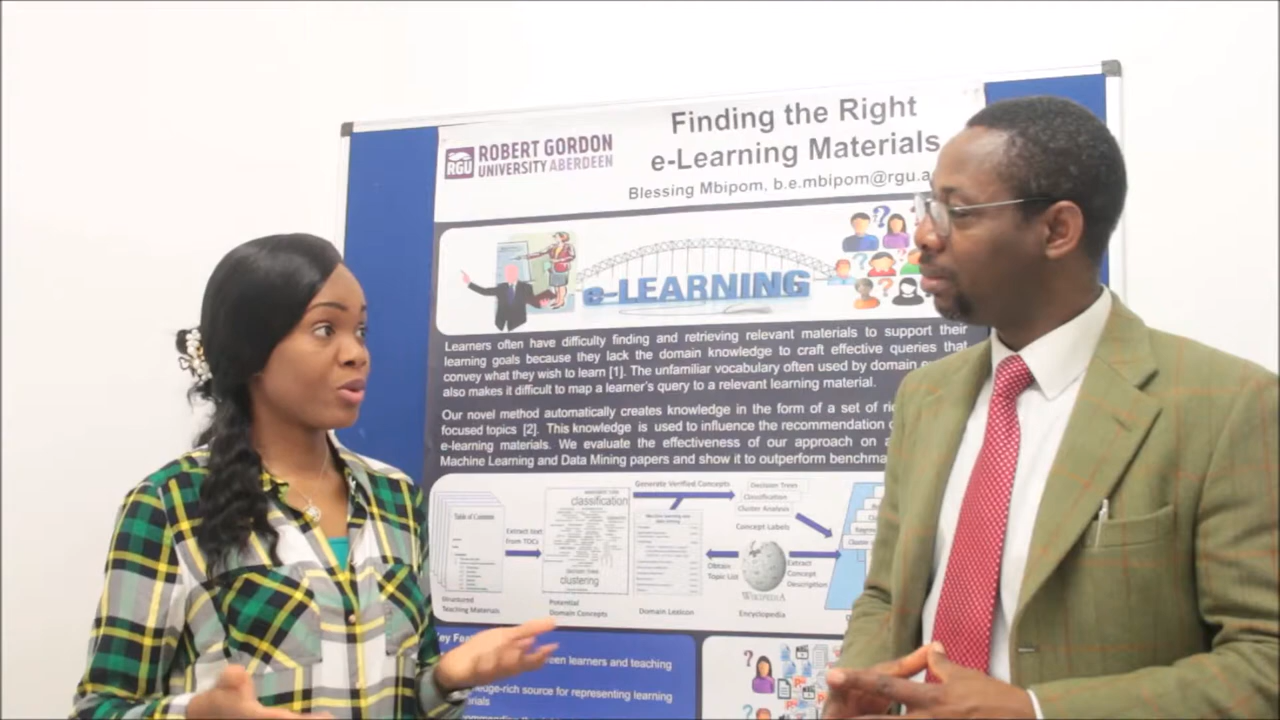 RGU
ROBERT GORDON
UNIVERSITY ABERDEEN
Finding the Right
e-Learning Materials
Blessing Mbipom, b.e.mbipom@rgu.a
e-LEARNING
Learners often have difficulty finding and retrieving relevant materials to support their
learning goals because they lack the domain knowledge to craft effective queries that
convey what they wish to learn [1]. The unfamiliar vocabulary often used by domain
also makes it difficult to map a learner's query to a relevant learning material.
Our novel method automatically creates knowledge in the form of a set of
focused topics [2]. This knowledge is used to influence the recommendation
e-learning materials. We evaluate the effectiveness of our approach on
Machine Learning and Data Mining papers and show it to outperform
Table of Contents
Extract text
From TOCs
Structured
Teaching Materials
classification
clustering
Potential
Domain Concepts
Generate Verified Concepts
Domain Lexicon
Decision Trees
Classification
Cluster Analysis
Concept Labels
Obtain
Topic List
WIKIPEDIA
Encyclopedia
Extract
Concept
Description
Key
learners and teaching
source for representing learning